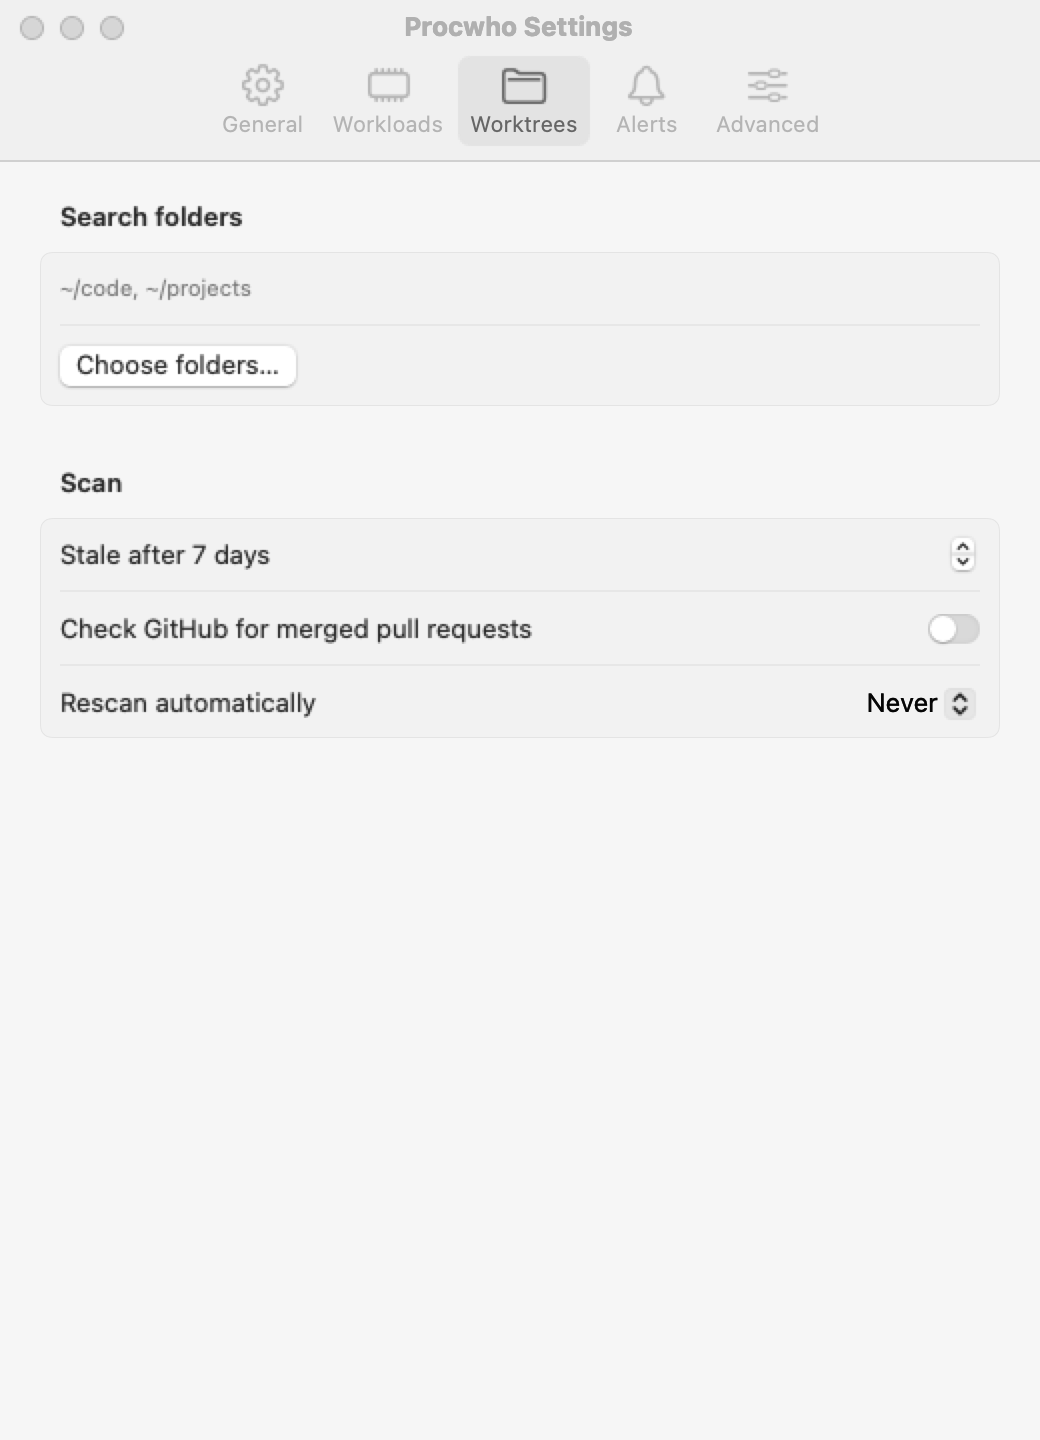 Procwho Settings
General
Workloads
Worktrees
Alerts
Advanced
Search folders
~/code, ~/projects
Choose folders...
Scan
Stale after 7 days
Check GitHub for merged pull requests
Rescan automatically
Never